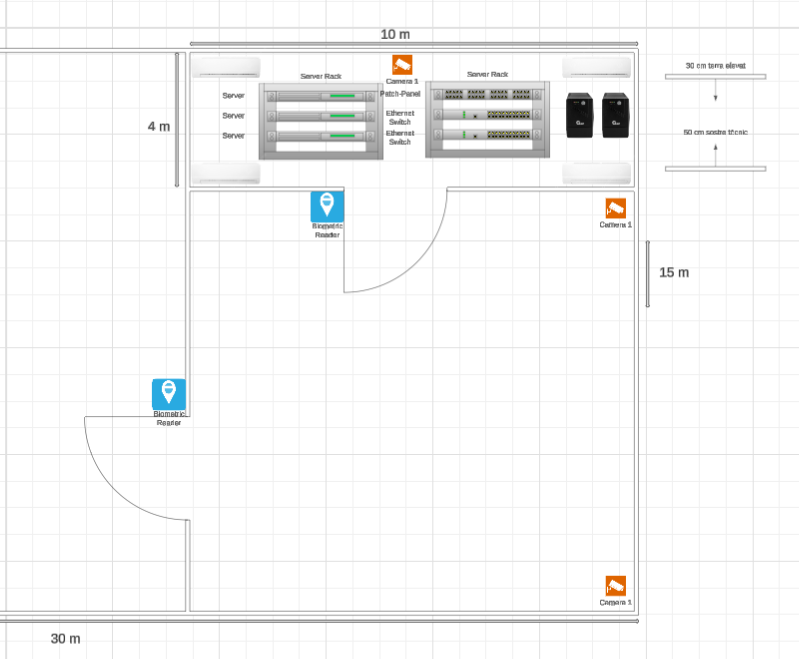 10 m
Server Rack
Camera 1
Server Rack
30 cm terra elevat
Server
Patch-Panel
Server
Ethernet
Switch
4 m
Server
Ethernet
Switch
50 cm sostre tècnic
Biometric
Reader
Camera 1
15 m
Biometric
Reader
Camera 1
30 m